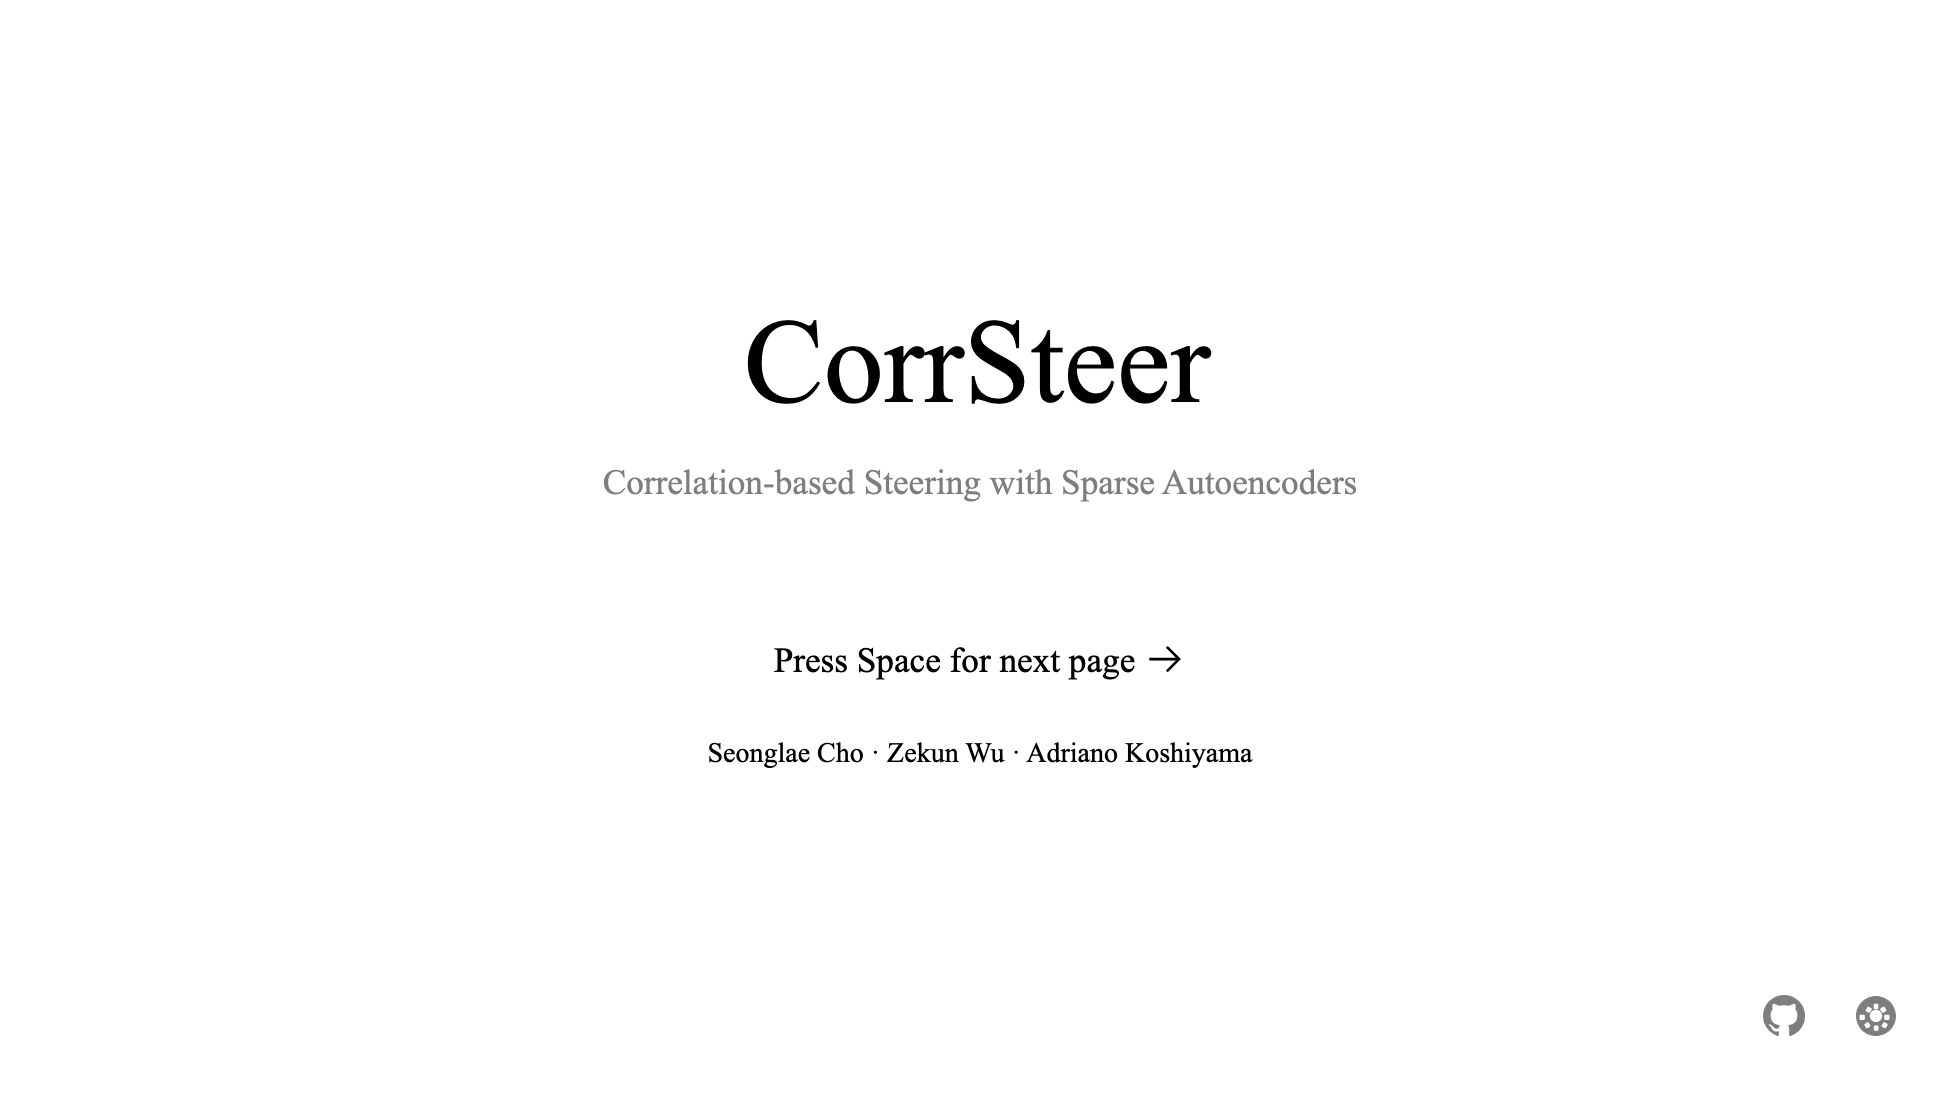 CorrSteer
Correlation-based Steering with Sparse Autoencoders
Press Space for next page →
Seonglae Cho · Zekun Wu · Adriano Koshiyama